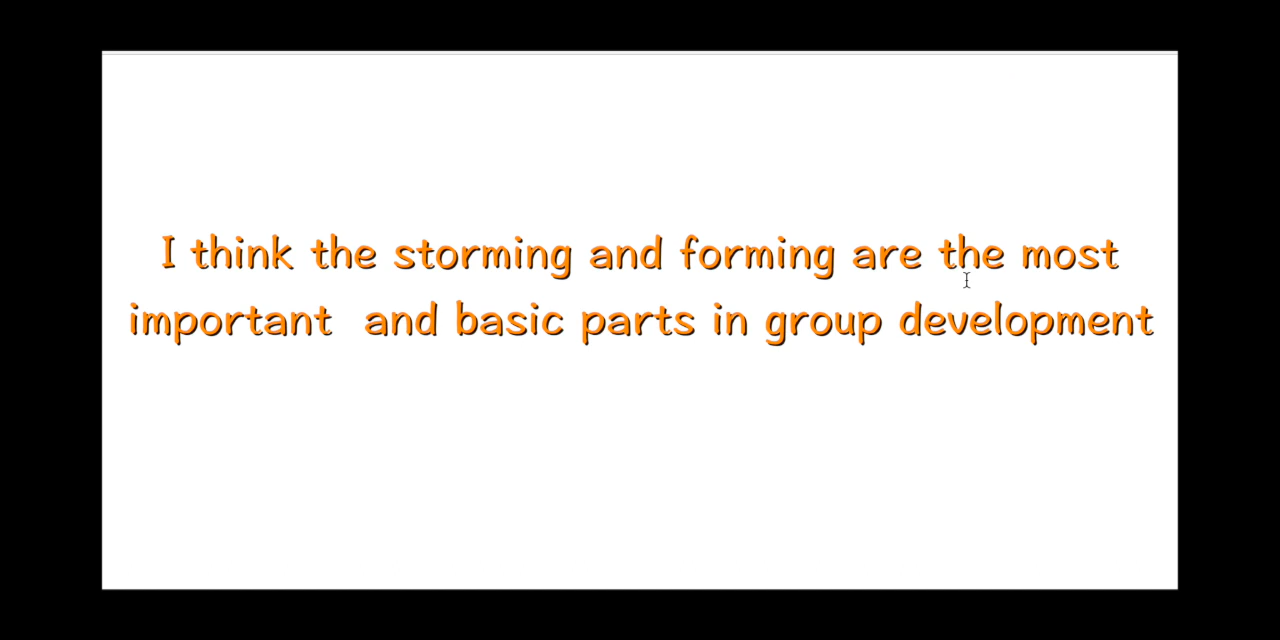 I think the storming and forming are the most
important  and basic parts in group development